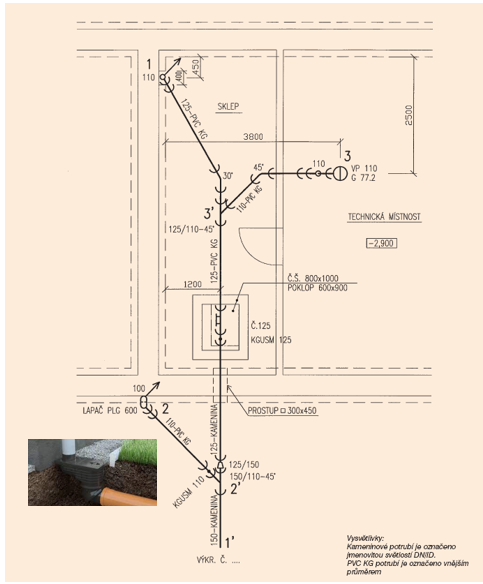 1
110
400
450
125-PVC KG
SKLEP
2500
3800
45°
110
3
VP 110
G 77.2
30°
110-PVC KG
3'
125/110-45°
TECHNICKÁ MÍSTNOST
-2,900
125-PVC KG
1200
Č.Š. 800x1000
POKLOP 600x900
Č.125
KGUSM 125
100
LAPAČ PLG 600
2
PROSTUP □ 300x450
110-PVC KG
125-KAMENINA
125/150
150/110-45°
KGUSM 110
2'
150-KAMENINA
1'
VÝKR. Č. ....
Vysvětlivky:
Kameninové potrubí je označeno
jmenovitou světlostí DN/ID.
PVC KG potrubí je označeno vnějším
průměrem